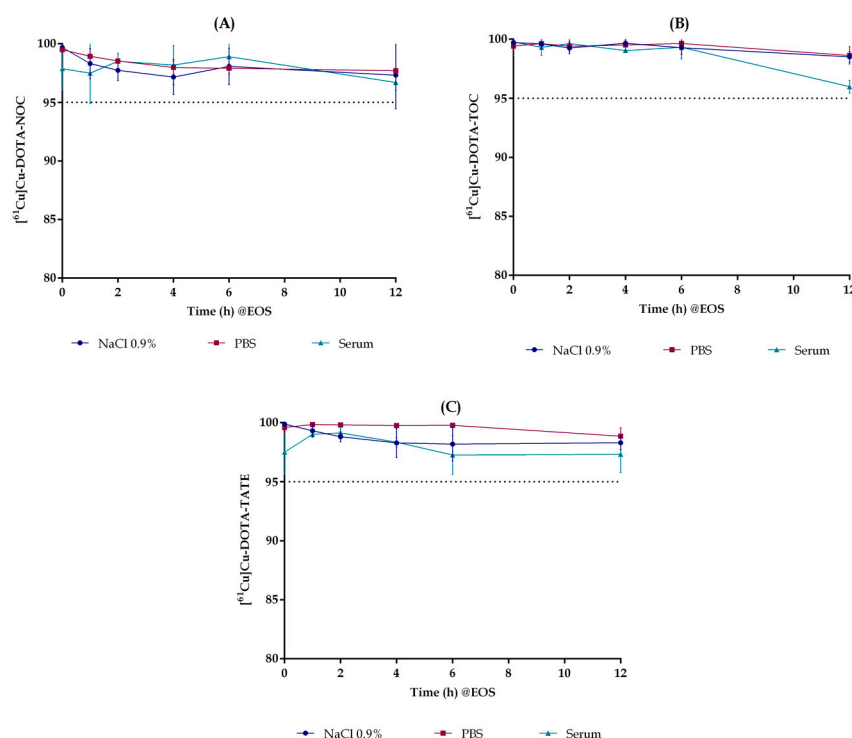 (A)
[⁶¹Cu]Cu-DOTA-NOC
100
95
90
85
80
0 2 4 6 8 10 12
Time (h) @EOS
NaCl 0.9% PBS Serum
(B)
[⁶¹Cu]Cu-DOTA-TOC
100
95
90
85
80
0 2 4 6 8 10 12
Time (h) @EOS
NaCl 0.9% PBS Serum
(C)
[⁶¹Cu]Cu-DOTA-TATE
100
95
90
85
80
0 2 4 6 8 10 12
Time (h) @EOS
NaCl 0.9% PBS Serum